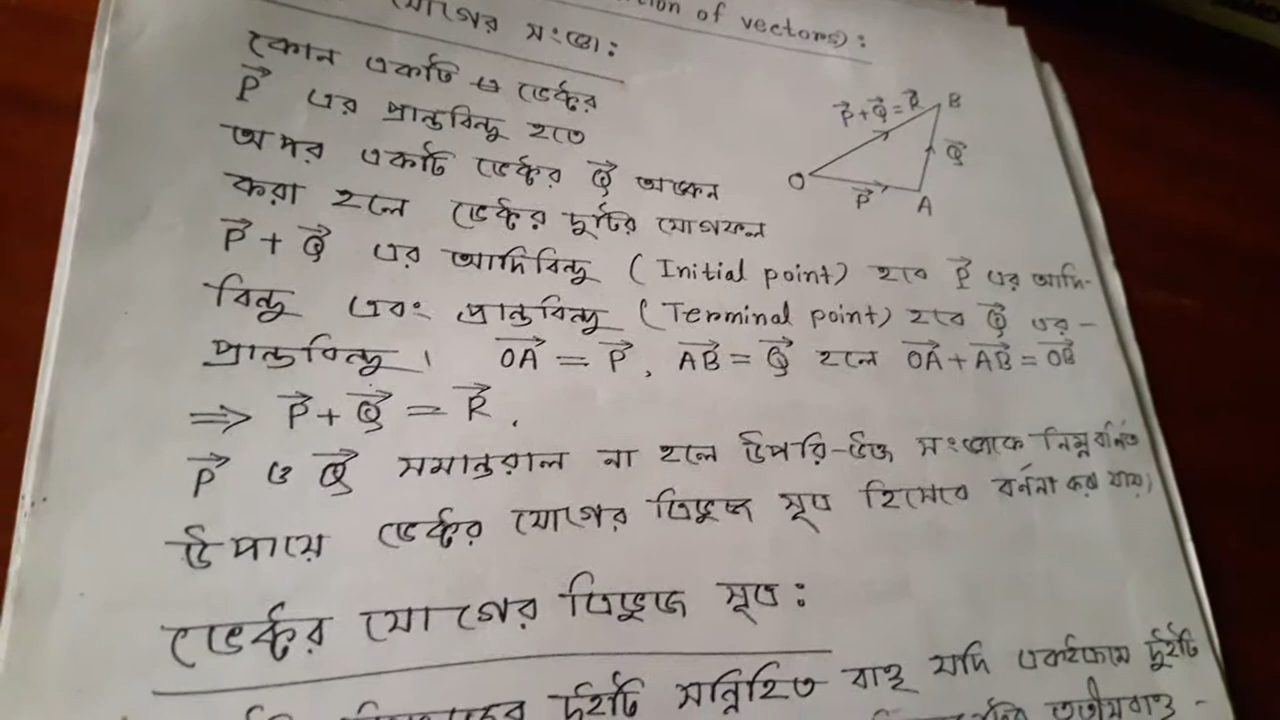 of vectors):
যোগের সংজ্ঞা:
কোন একটি ভেক্টর
P⃗ এর প্রান্তবিন্দু হতে
অপর একটি ভেক্টর Q⃗ অঙ্কন
করা হলে ভেক্টর দুটির যোগফল
P⃗ + Q⃗ এর আদিবিন্দু (Initial point) হবে P⃗ এর আদি-
বিন্দু এবং প্রান্তবিন্দু (Terminal point) হবে Q⃗ এর-
প্রান্তবিন্দু। OA⃗ = P⃗, AB⃗ = Q⃗ হলে OA⃗ + AB⃗ = OB⃗
⇒ P⃗ + Q⃗ = R⃗.
P⃗ ও Q⃗ সমান্তরাল না হলে উপরি-উক্ত সংজ্ঞাকে নিম্নবর্নিত
উপায়ে ভেক্টর যোগের ত্রিভুজ সূত্র হিসেবে বর্ননা করা যায়।
ভেক্টর যোগের ত্রিভুজ সূত্র:
দুইটি সন্নিহিত বাহু যদি একইক্রমে দুইটি
তৃতীয়বাহু -
P⃗+Q⃗=R⃗ B
Q⃗
O
P⃗ A